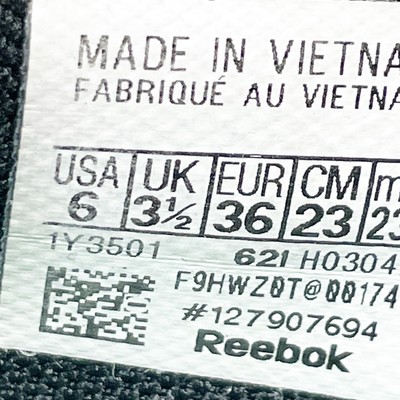 MADE IN VIETNA
FABRIQUÉ AU VIETNA
USA UK EUR CM m
6 3½ 36 23 23
1Y3501 621 H0304
F9HWZ0T@00174
#127907694
Reebok